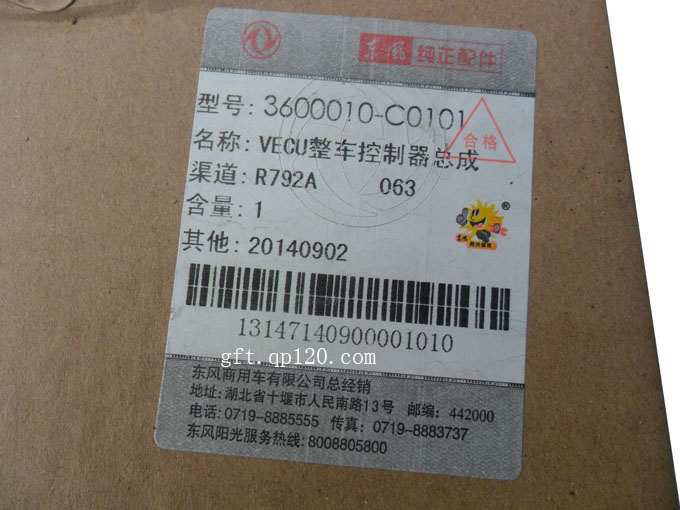 东风 纯正配件
型号: 3600010-C0101
合格
名称: VECU整车控制器总成
渠道: R792A 063
含量: 1
®
其他: 20140902
13147140900001010
gft.qp120.com
东风商用车有限公司总经销
地址:湖北省十堰市人民南路13号 邮编: 442000
电话: 0719-8885555 传真: 0719-8883737
东风阳光服务热线: 8008805800